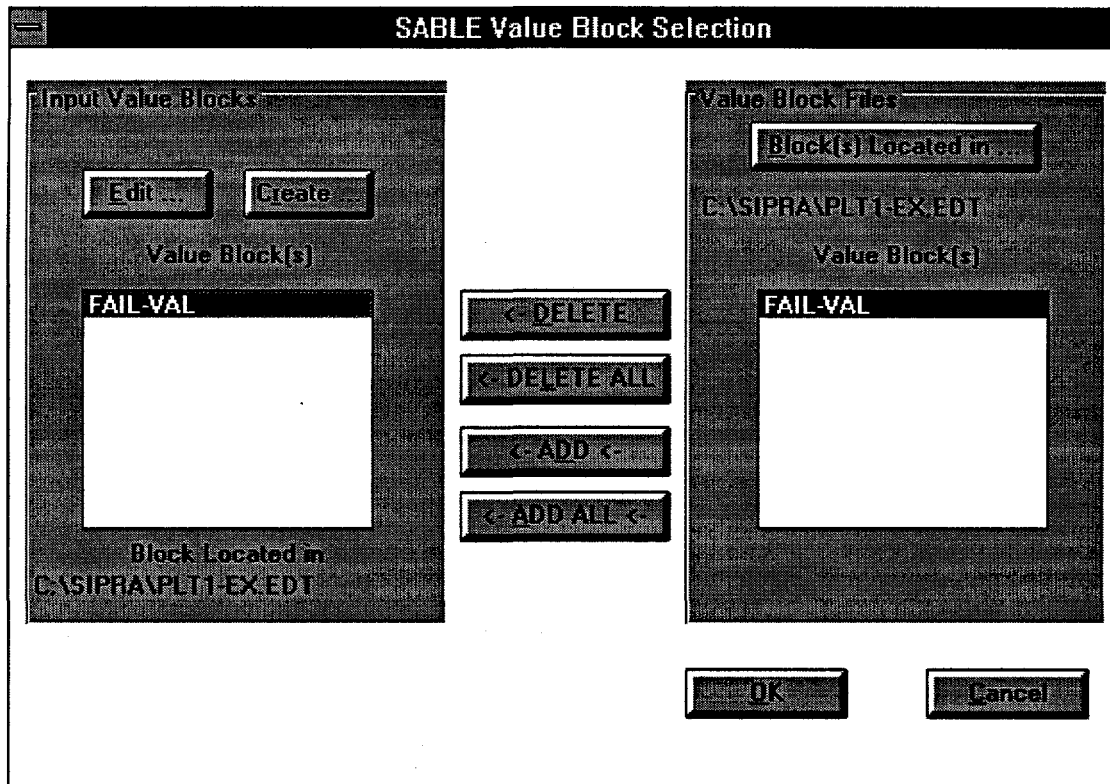 SABLE Value Block Selection
Input Value Blocks
Edit ...
Create ...
Value Block(s)
FAIL-VAL
Block Located in
C:\SIPRA\PLT1-EX.EDT
<- DELETE
<- DELETE ALL
<- ADD <-
<- ADD ALL <-
Value Block Files
Block(s) Located in ...
C:\SIPRA\PLT1-EX.EDT
Value Block(s)
FAIL-VAL
OK
Cancel